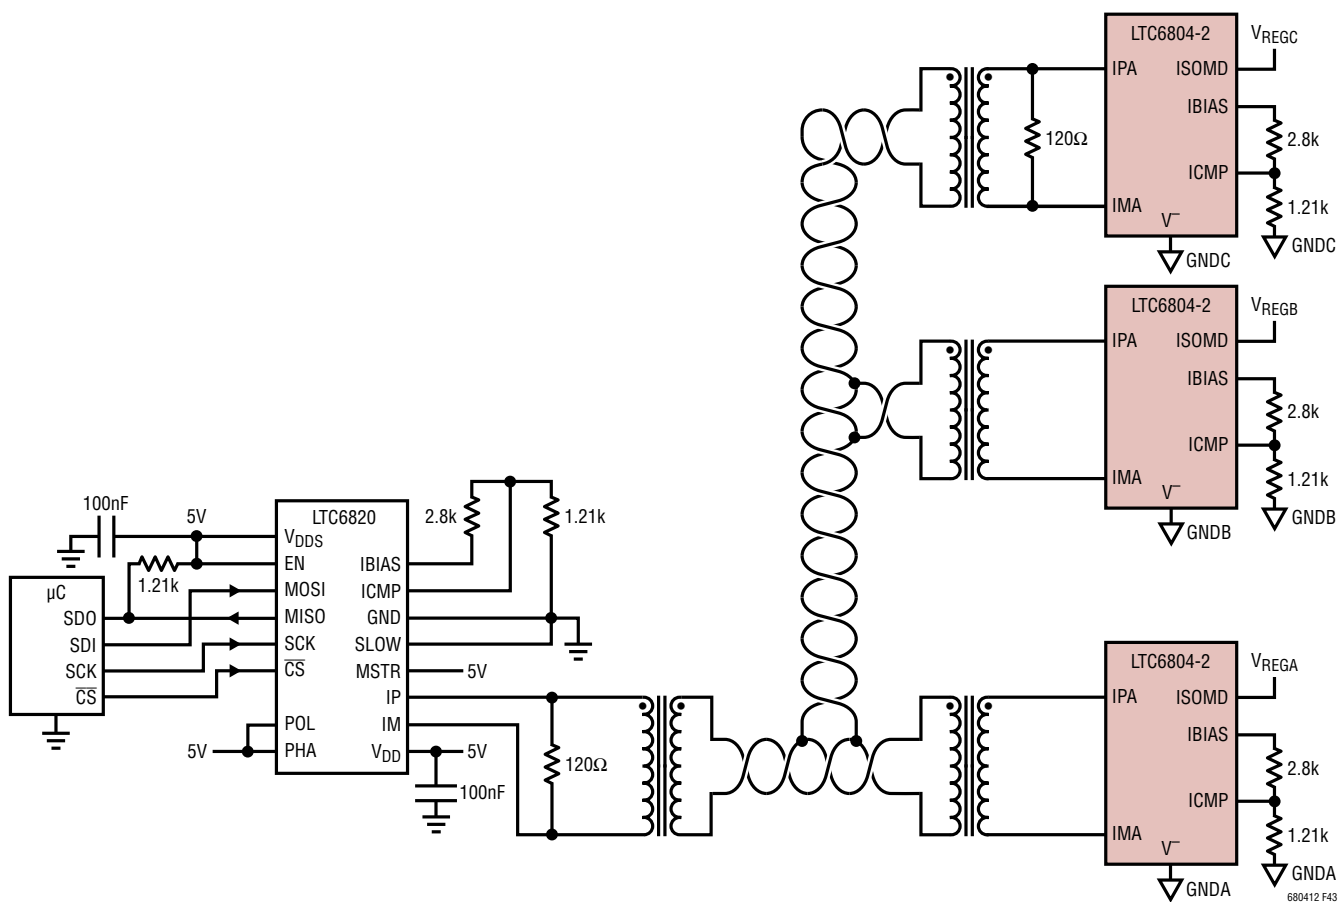 LTC6804-2
VREGC
IPA
ISOMD
IBIAS
120Ω
2.8k
ICMP
IMA
1.21k
V–
GNDC
GNDC
LTC6804-2
VREGB
IPA
ISOMD
IBIAS
2.8k
ICMP
IMA
1.21k
V–
GNDB
GNDB
100nF
5V
LTC6820
2.8k
1.21k
VDDS
EN
IBIAS
1.21k
µC
MOSI
ICMP
SDO
MISO
GND
SDI
SCK
SLOW
SCK
CS
MSTR
5V
CS
IP
POL
IM
5V
PHA
VDD
5V
120Ω
100nF
LTC6804-2
VREGA
IPA
ISOMD
IBIAS
2.8k
ICMP
IMA
1.21k
V–
GNDA
GNDA
680412 F43